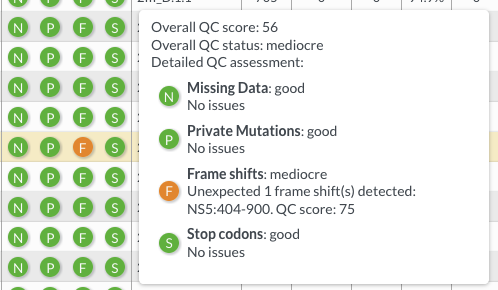 N P F S
Overall QC score: 56
Overall QC status: mediocre
Detailed QC assessment:
N P F S
N P F S
N Missing Data: good
No issues
N P F S
P Private Mutations: good
No issues
N P F S
F Frame shifts: mediocre
Unexpected 1 frame shift(s) detected:
NS5:404-900. QC score: 75
N P F S
N P F S
S Stop codons: good
No issues
N P F S
N P F S